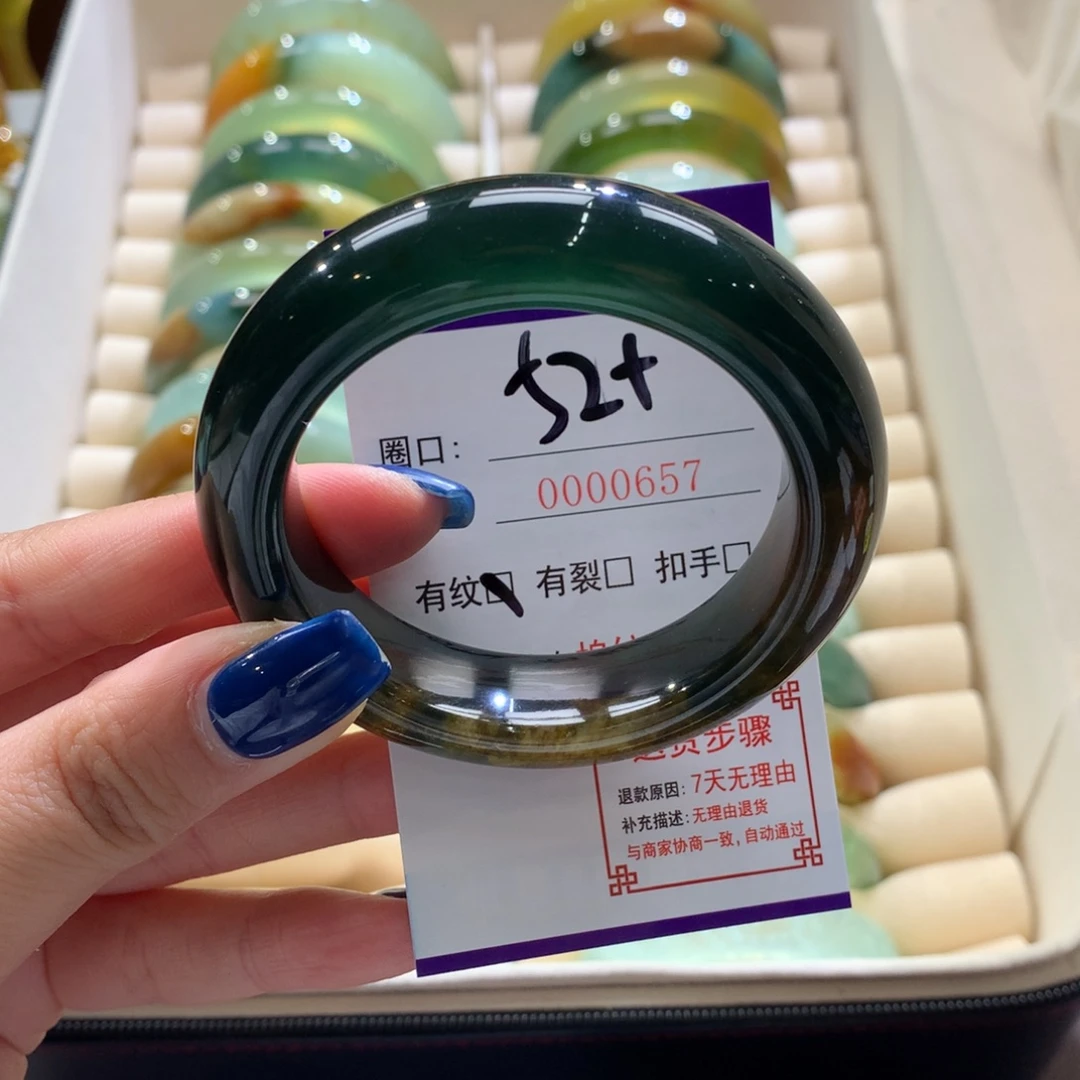 52+
圈口:
0000657
有纹☑ 有裂□ 扣手□
退货步骤
退款原因: 7天无理由
补充描述: 无理由退货
与商家协商一致, 自动通过